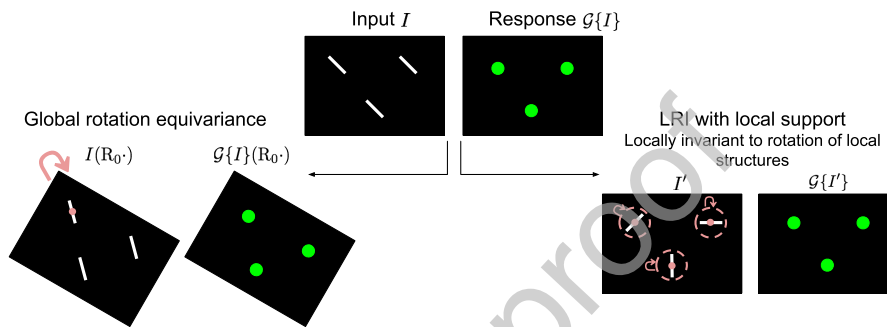 Input I
Response 𝒢{I}
Global rotation equivariance
I(R₀·)
𝒢{I}(R₀·)
LRI with local support
Locally invariant to rotation of local
structures
I′
𝒢{I′}
proof